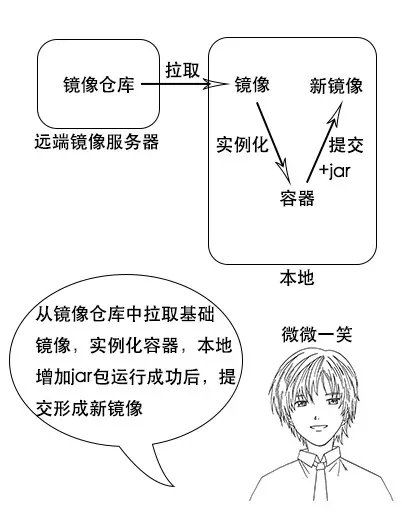 拉取
镜像仓库
镜像
新镜像
远端镜像服务器
实例化
提交
+jar
容器
本地
从镜像仓库中拉取基础
镜像，实例化容器，本地
增加jar包运行成功后，提
交形成新镜像
微微一笑